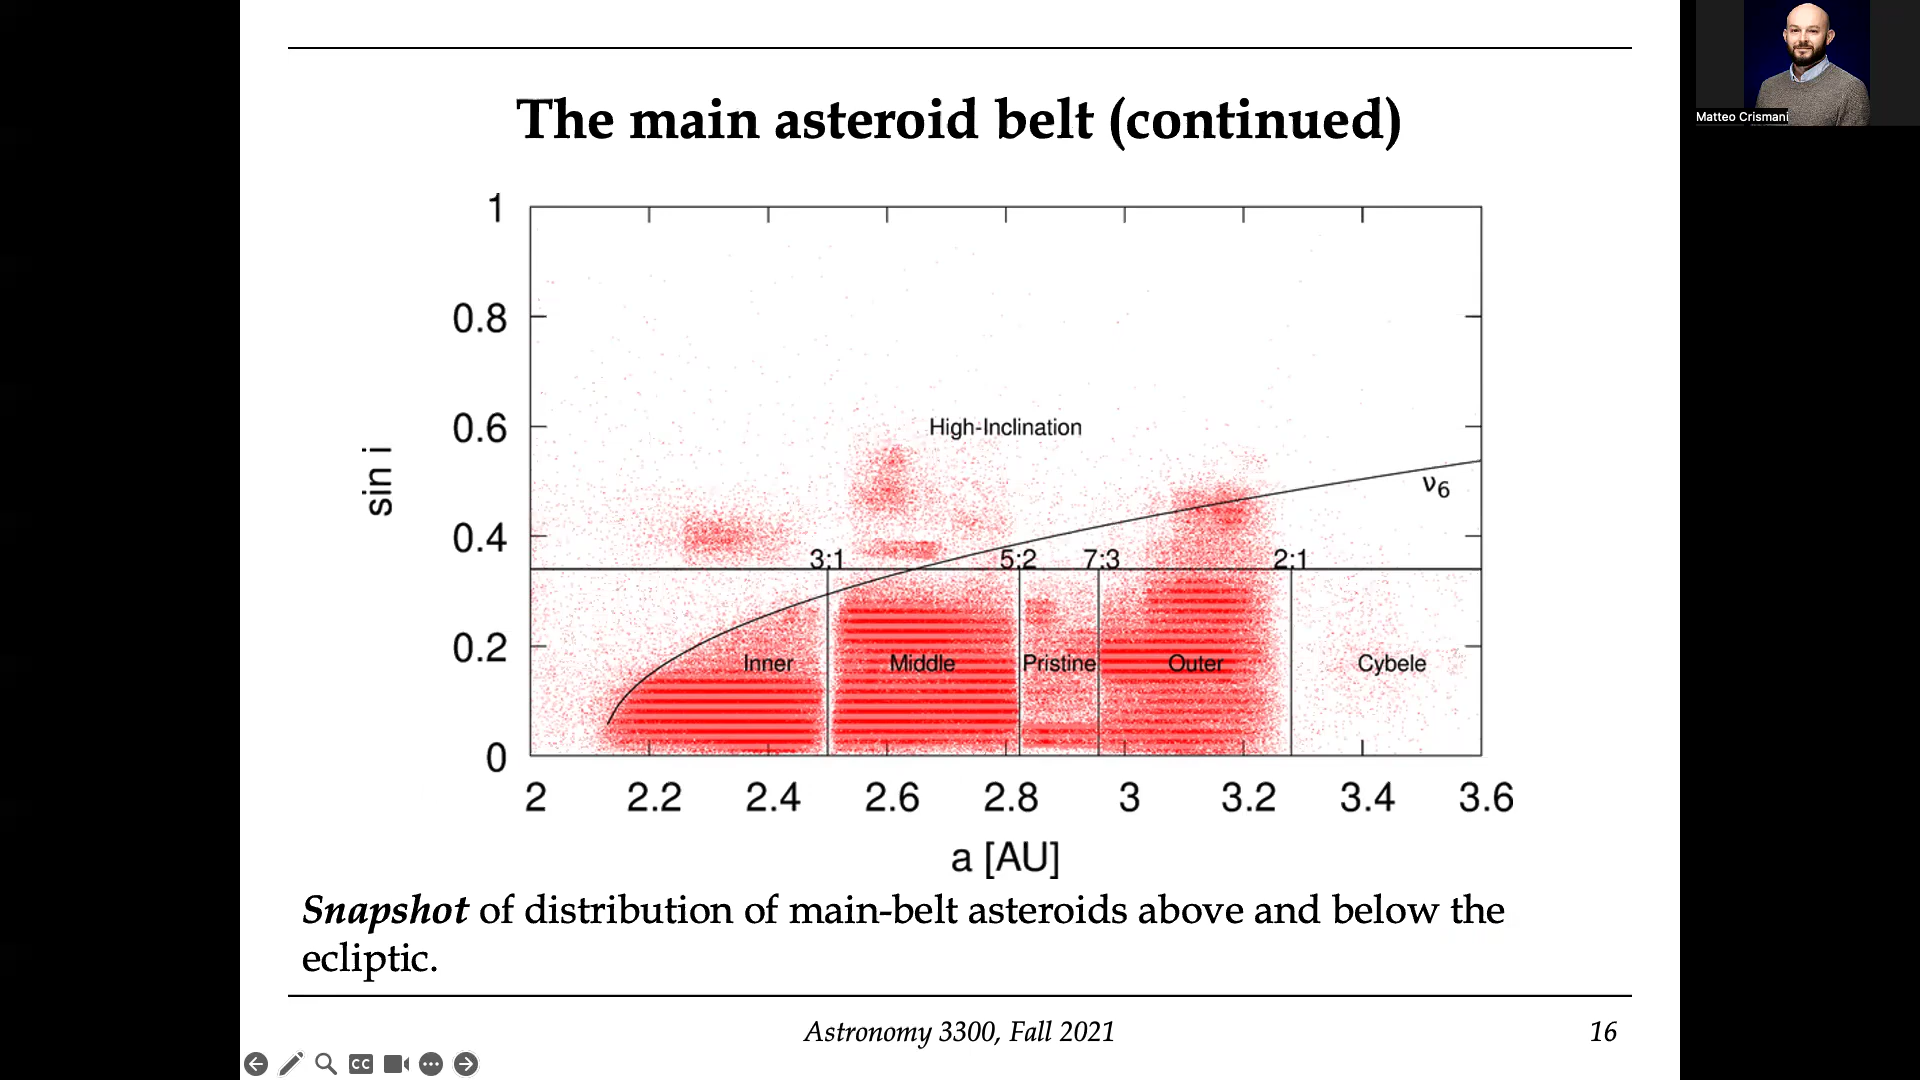 Matteo Crismani
The main asteroid belt (continued)
1
0.8
0.6
0.4
0.2
0
sin i
High-Inclination
ν6
3:1
5:2
7:3
2:1
Inner
Middle
Pristine
Outer
Cybele
2 2.2 2.4 2.6 2.8 3 3.2 3.4 3.6
a [AU]
Snapshot of distribution of main-belt asteroids above and below the
ecliptic.
Astronomy 3300, Fall 2021
16
CC